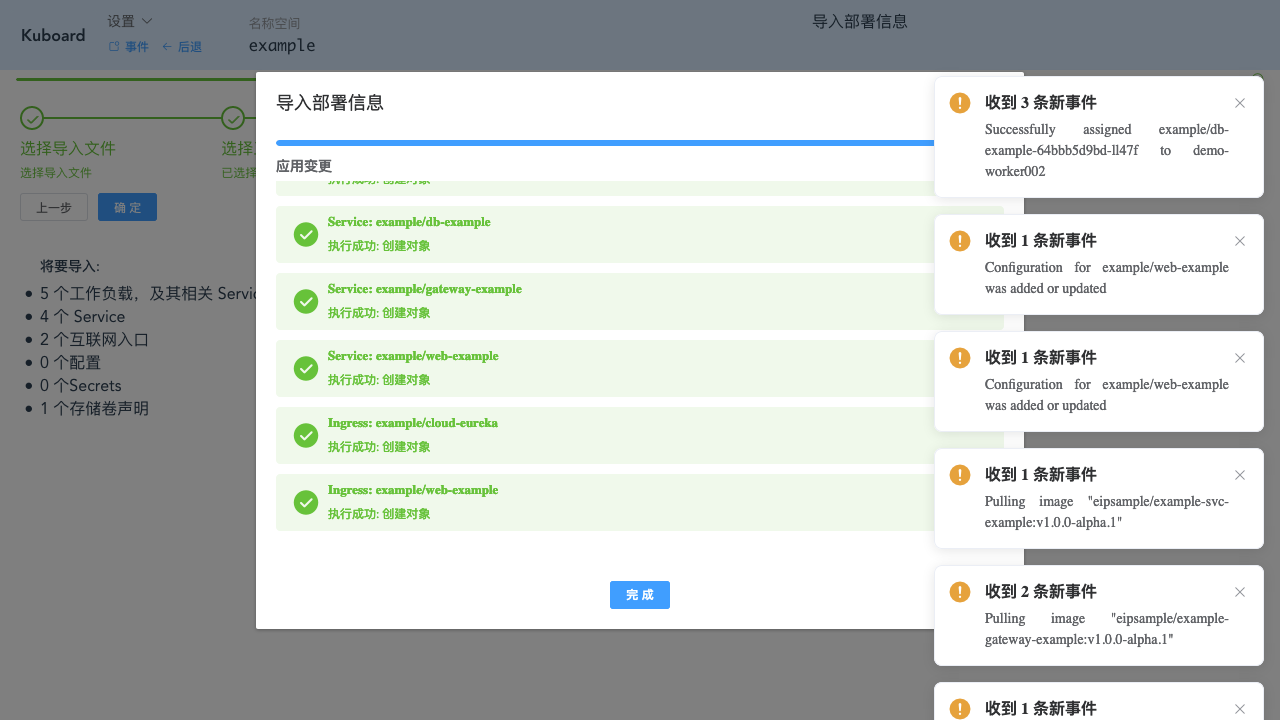 Kuboard
设置
事件
后退
名称空间
example
导入部署信息
选择导入文件
选择导入文件
选择
已选择
上一步
确 定
将要导入:
5 个工作负载，及其相关 Servic
4 个 Service
2 个互联网入口
0 个配置
0 个Secrets
1 个存储卷声明
导入部署信息
应用变更
执行成功: 创建对象
Service: example/db-example
执行成功: 创建对象
Service: example/gateway-example
执行成功: 创建对象
Service: example/web-example
执行成功: 创建对象
Ingress: example/cloud-eureka
执行成功: 创建对象
Ingress: example/web-example
执行成功: 创建对象
完 成
收到 3 条新事件
Successfully assigned example/db-
example-64bbb5d9bd-ll47f to demo-
worker002
收到 1 条新事件
Configuration for example/web-example
was added or updated
收到 1 条新事件
Configuration for example/web-example
was added or updated
收到 1 条新事件
Pulling image "eipsample/example-svc-
example:v1.0.0-alpha.1"
收到 2 条新事件
Pulling image "eipsample/example-
gateway-example:v1.0.0-alpha.1"
收到 1 条新事件